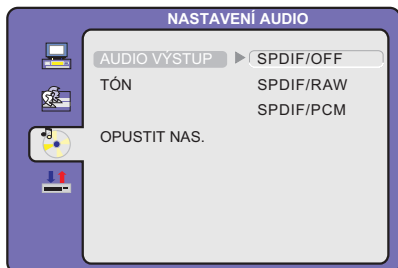 NASTAVENÍ AUDIO
AUDIO VÝSTUP SPDIF/OFF
TÓN SPDIF/RAW
SPDIF/PCM
OPUSTIT NAS.